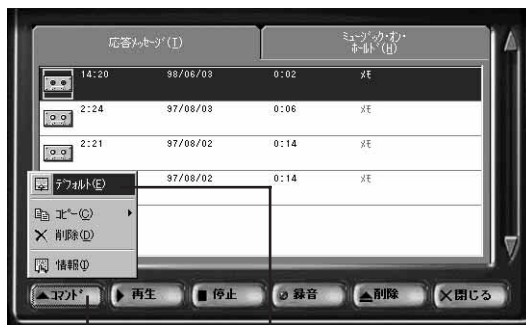 応答ﾒｯｾｰｼﾞ(T)
ﾐｭｰｼﾞｯｸ･ｵﾝ･
ﾎｰﾙﾄﾞ(H)
14:20 98/06/03 0:02 ﾒﾓ
2:24 97/08/03 0:06 ﾒﾓ
2:21 97/08/02 0:14 ﾒﾓ
97/08/02 0:14 ﾒﾓ
ﾃﾞﾌｫﾙﾄ(E)
ｺﾋﾟｰ(C)
削除(D)
情報(I)
▲ｺﾏﾝﾄﾞ
再生
停止
録音
削除
×閉じる